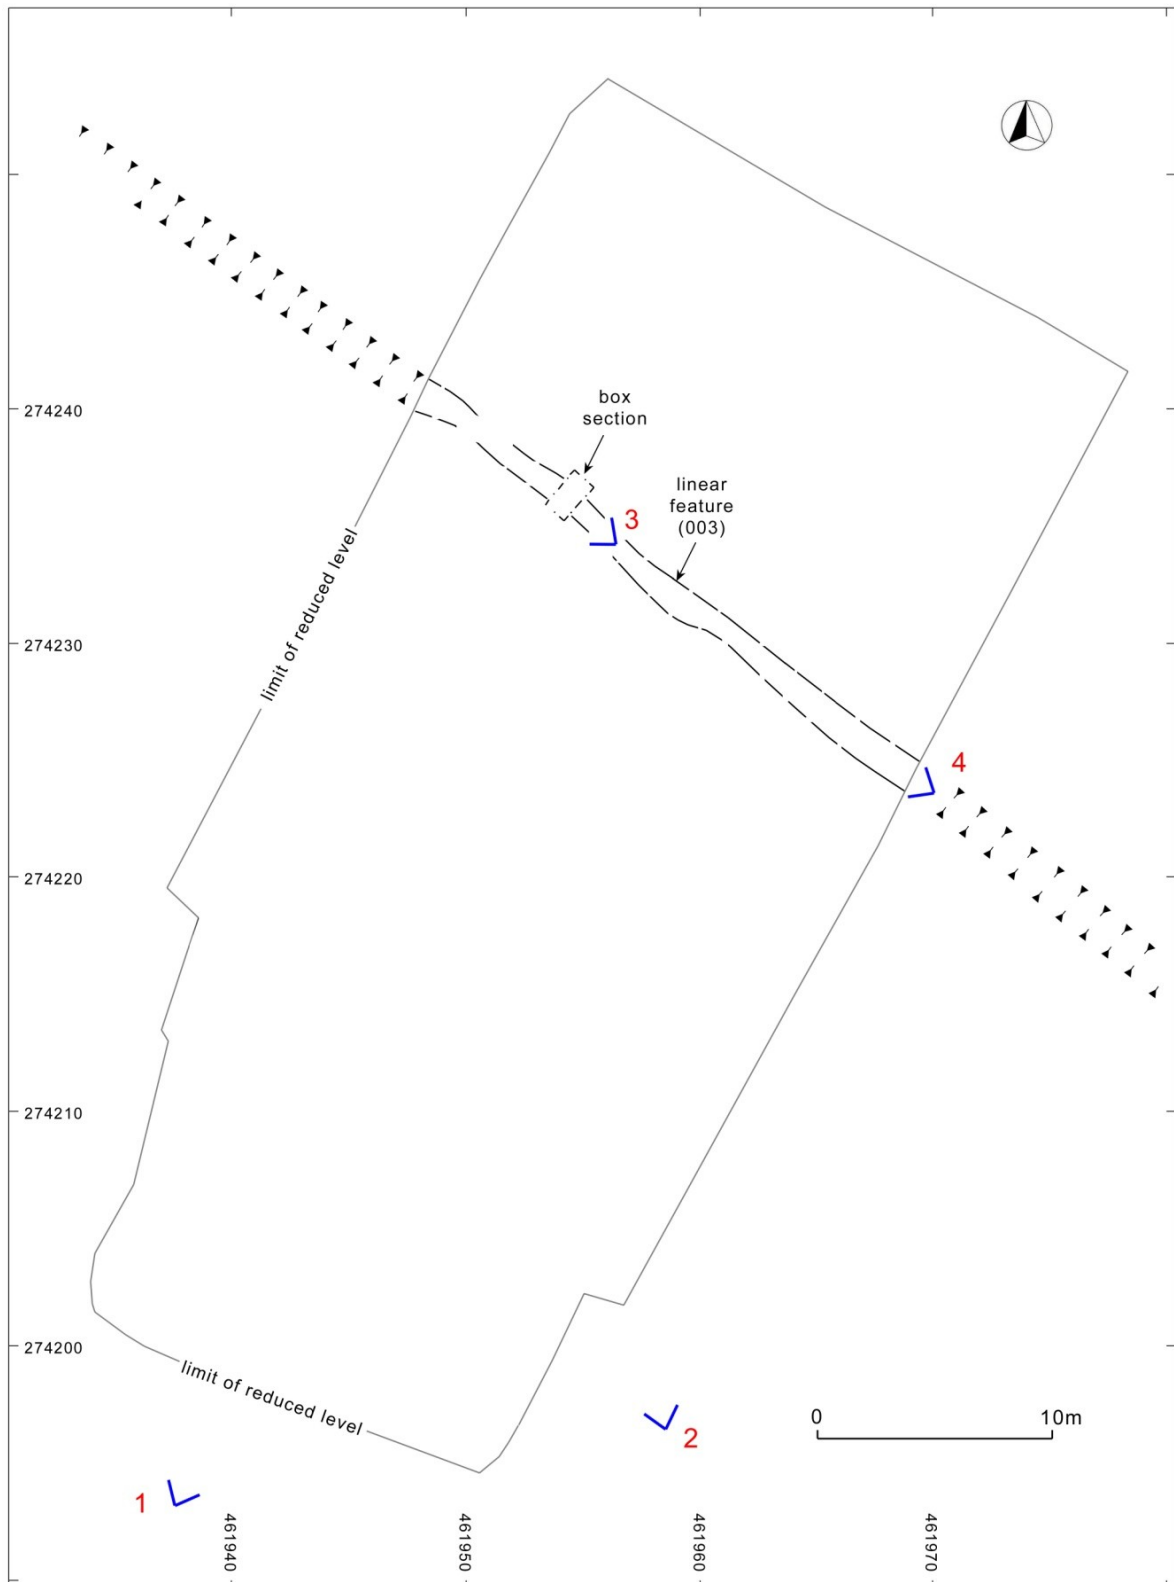 274240
box
section
linear
feature
(003)
3
limit of reduced level
274230
4
274220
274210
274200
limit of reduced level
0
10m
2
1
461940
461950
461960
461970